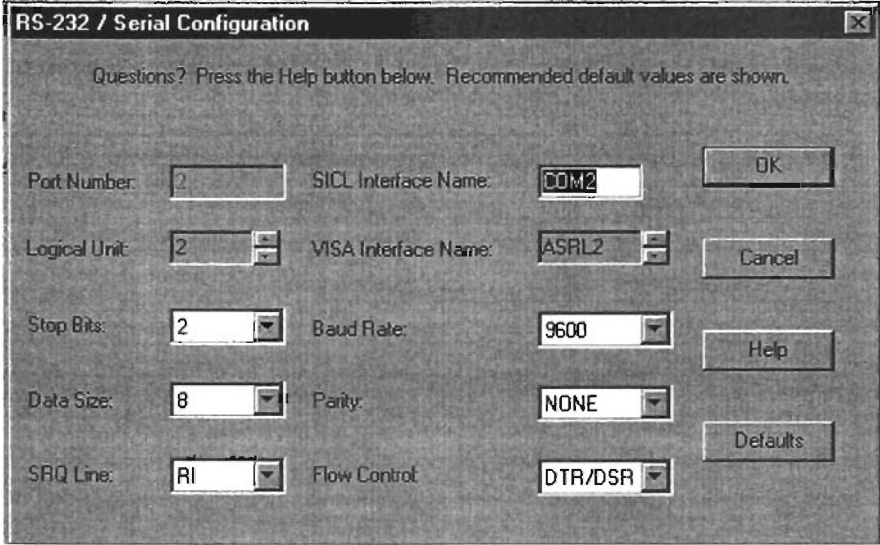 RS-232 / Serial Configuration
Questions? Press the Help button below. Recommended default values are shown.
Port Number: 2 SICL Interface Name: COM2 OK
Logical Unit: 2 VISA Interface Name: ASRL2 Cancel
Stop Bits: 2 Baud Rate: 9600 Help
Data Size: 8 Parity: NONE Defaults
SRQ Line: RI Flow Control: DTR/DSR